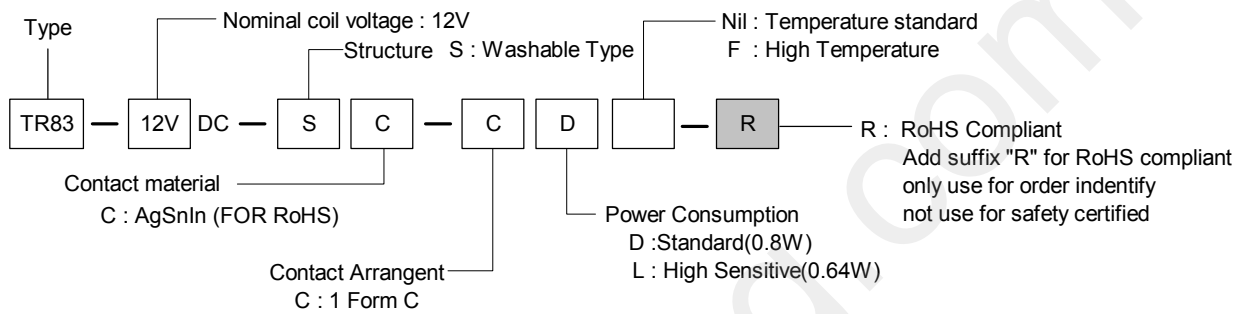 Type
Nominal coil voltage : 12V
Structure S : Washable Type
Nil : Temperature standard
F : High Temperature
TR83 — 12V DC — S C — C D — R
R : RoHS Compliant
Add suffix "R" for RoHS compliant
only use for order indentify
not use for safety certified
Contact material
C : AgSnIn (FOR RoHS)
Power Consumption
D :Standard(0.8W)
L : High Sensitive(0.64W)
Contact Arrangent
C : 1 Form C
g.com